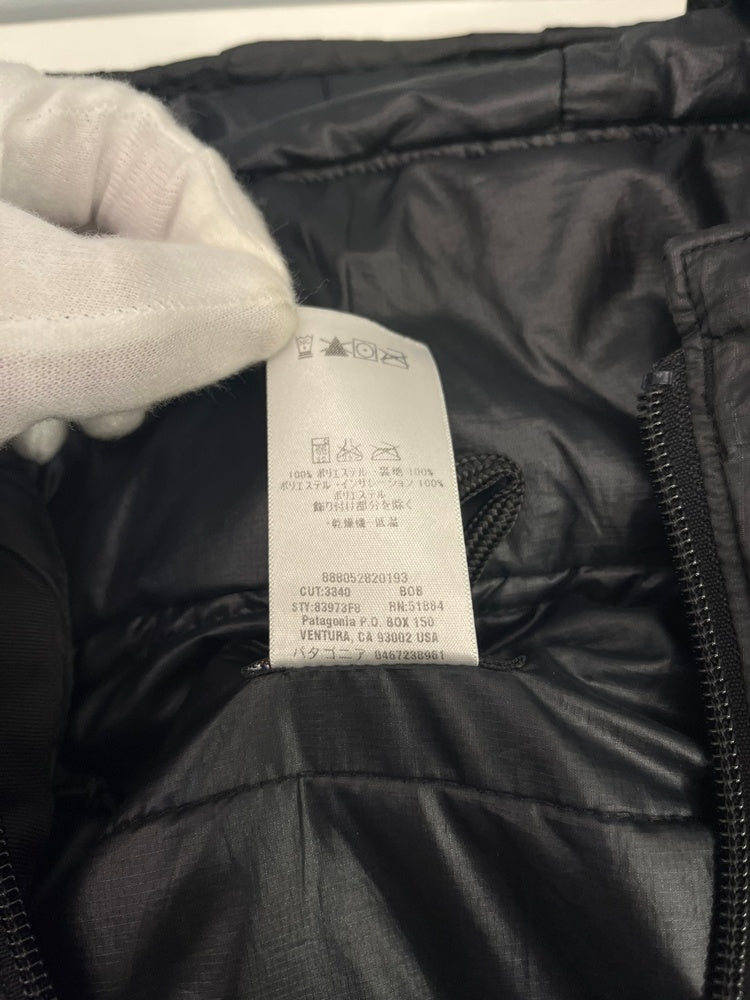 100% ポリエステル・裏地 100%
ポリエステル・インサレーション 100%
ポリエステル
飾り付け部分を除く
・乾燥機・低温
888052820193
CUT:3340 BOB
STY:83973F8 RN:51884
Patagonia P.O. BOX 150
VENTURA, CA 93002 USA
パタゴニア 0467238961